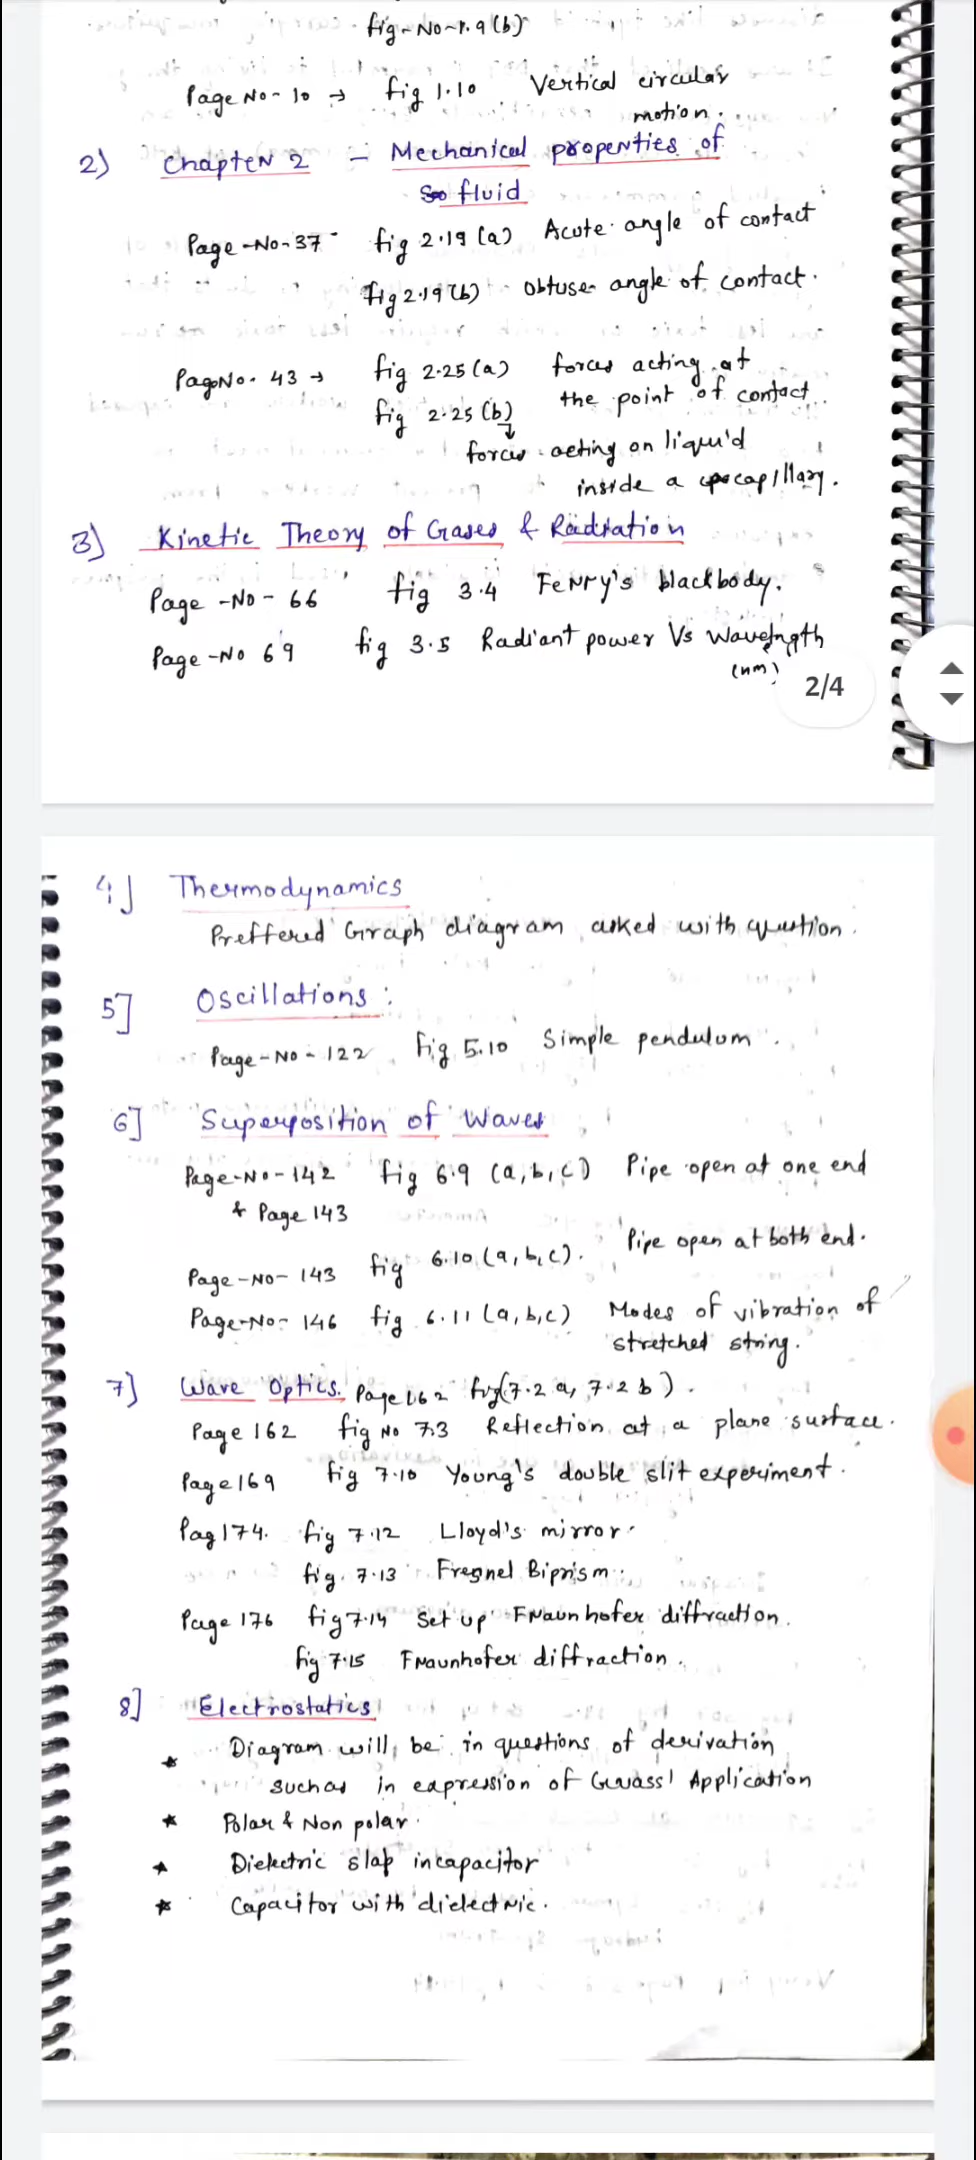 fig-No-1.9(b)
Page No-10 → fig 1.10 Vertical circular
motion.
2) Chapter 2 - Mechanical properties of
fluid
Page-No-37- fig 2.19 (a) Acute angle of contact
fig 2.19 (b) obtuse angle of contact.
Page No. 43 → fig 2.25 (a) forces acting at
fig 2.25 (b) the point of contact.
↓
forces acting on liquid
inside a capillary.
3) Kinetic Theory of Gases & Radiation
Page -No- 66 fig 3.4 Ferry's blackbody.
Page -No 69 fig 3.5 Radiant power Vs Wavelngth
(nm)
2/4
4] Thermodynamics
Preffered Graph diagram asked with question.
5] Oscillations:
Page-No- 122 fig 5.10 Simple pendulum.
6] Superposition of Waves
Page-No-142 fig 6.9 (a,b,c) Pipe open at one end
& Page 143
Page-No- 143 fig 6.10 (a,b,c). Pipe open at both end.
Page-No- 146 fig 6.11 (a,b,c) Modes of vibration of
stretched string.
7) Wave Optics. Page 162 fig(7.2 a, 7.2 b).
Page 162 fig No 7.3 Reflection at a plane surface.
Page 169 fig 7.10 Young's double slit experiment.
Pag 174. fig 7.12 Lloyd's mirror.
fig. 7.13 Fresnel Biprism.
Page 176 fig 7.14 Set up Fraunhofer diffraction.
fig 7.15 Fraunhofer diffraction.
8] Electrostatics
* Diagram will be in questions of derivation
such as in expression of Guass' Application
* Polar & Non polar.
* Dielectric slap in capacitor
* Capacitor with dielectric.